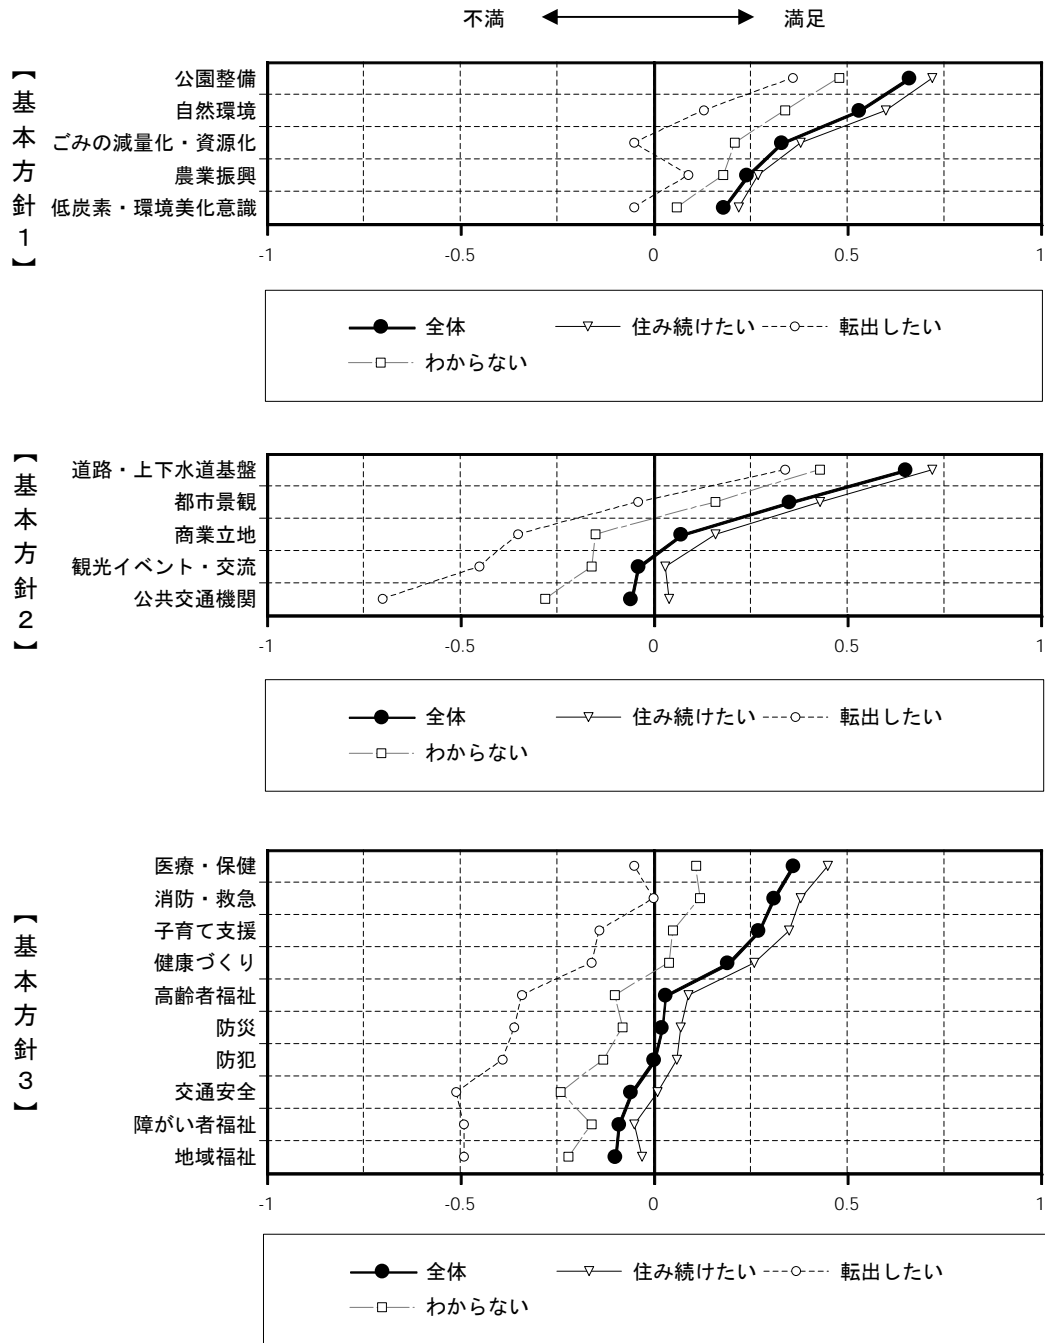 不満 満足
【基本方針1】
公園整備
自然環境
ごみの減量化・資源化
農業振興
低炭素・環境美化意識
-1 -0.5 0 0.5 1
全体 住み続けたい 転出したい
わからない
【基本方針2】
道路・上下水道基盤
都市景観
商業立地
観光イベント・交流
公共交通機関
-1 -0.5 0 0.5 1
全体 住み続けたい 転出したい
わからない
【基本方針3】
医療・保健
消防・救急
子育て支援
健康づくり
高齢者福祉
防災
防犯
交通安全
障がい者福祉
地域福祉
-1 -0.5 0 0.5 1
全体 住み続けたい 転出したい
わからない